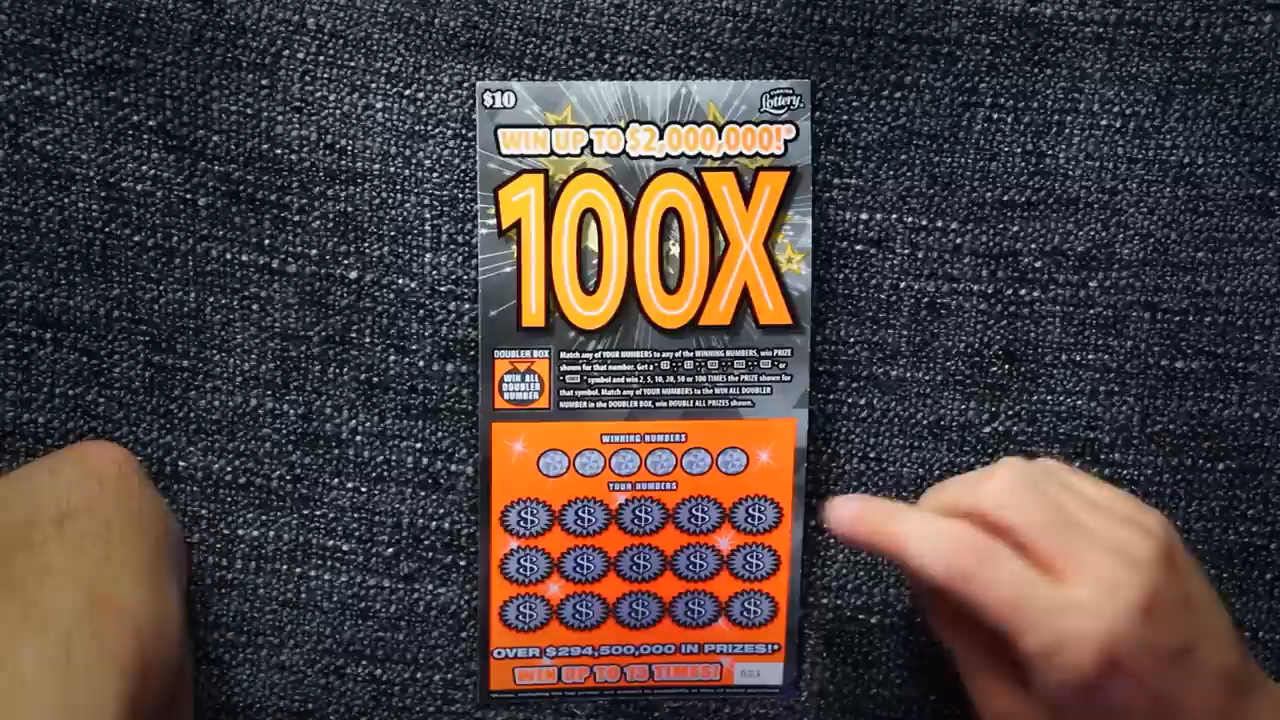 $10
FLORIDA
Lottery
WIN UP TO $2,000,000!*
100X
DOUBLER BOX
WIN ALL
DOUBLER
NUMBER
Match any of YOUR NUMBERS to any of the WINNING NUMBERS, win PRIZE
shown for that number. Get a " " " " " " " " " " or
" " symbol and win 2, 5, 10, 20, 50 or 100 TIMES the PRIZE shown for
that symbol. Match any of YOUR NUMBERS to the WIN ALL DOUBLER
NUMBER in the DOUBLER BOX, win DOUBLE ALL PRIZES shown.
WINNING NUMBERS
YOUR NUMBERS
$ $ $ $ $
$ $ $ $ $
$ $ $ $ $
OVER $294,500,000 IN PRIZES!*
WIN UP TO 15 TIMES!